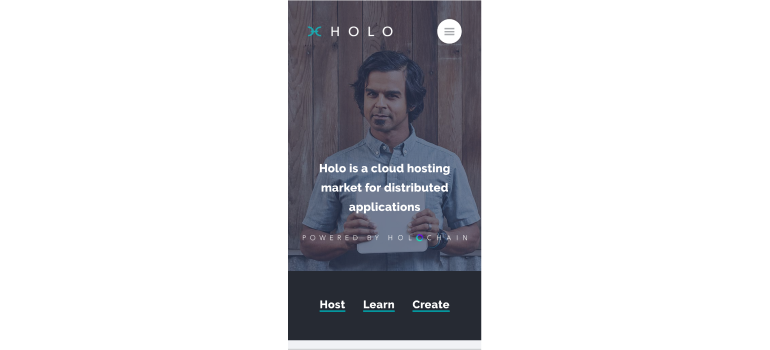 HOLO
Holo is a cloud hosting
market for distributed
applications
POWERED BY HOLOCHAIN
Host Learn Create